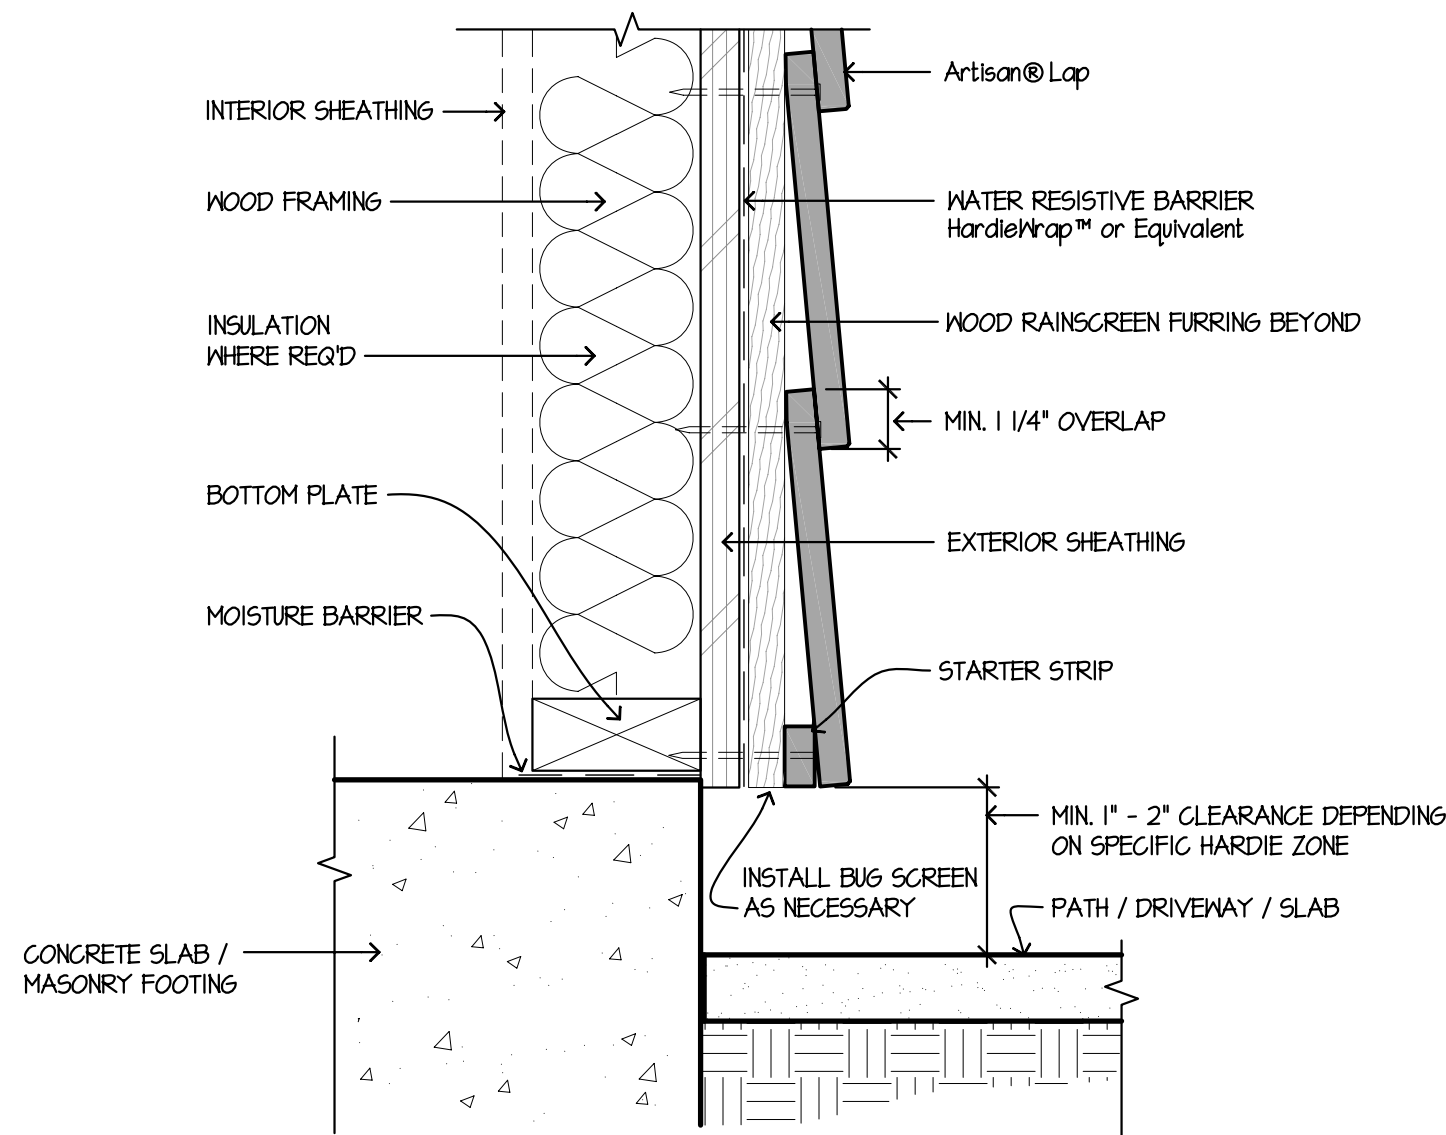 Artisan® Lap
INTERIOR SHEATHING
WOOD FRAMING
WATER RESISTIVE BARRIER
HardieWrap™ or Equivalent
INSULATION
WHERE REQ'D
WOOD RAINSCREEN FURRING BEYOND
MIN. 1 1/4" OVERLAP
BOTTOM PLATE
EXTERIOR SHEATHING
MOISTURE BARRIER
STARTER STRIP
MIN. 1" - 2" CLEARANCE DEPENDING
ON SPECIFIC HARDIE ZONE
INSTALL BUG SCREEN
AS NECESSARY
PATH / DRIVEWAY / SLAB
CONCRETE SLAB /
MASONRY FOOTING